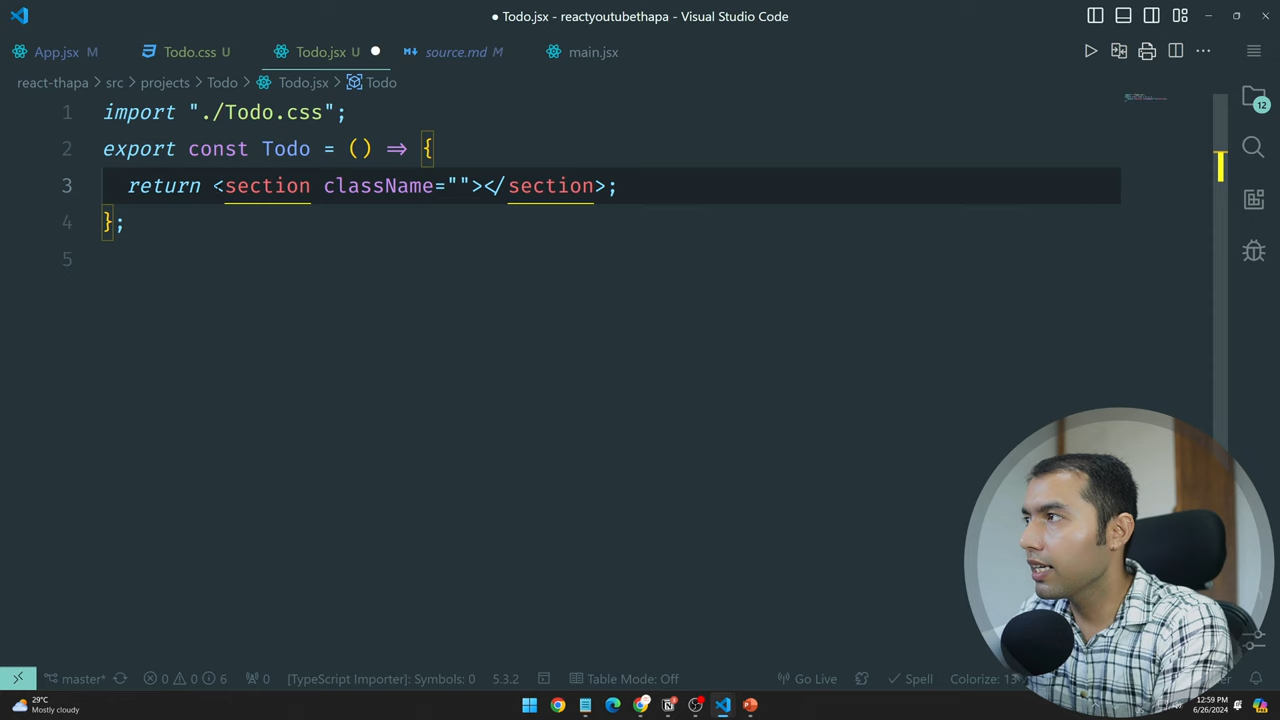 ● Todo.jsx - reactyoutubethapa - Visual Studio Code
App.jsx M Todo.css U Todo.jsx U ● source.md M main.jsx
react-thapa > src > projects > Todo > Todo.jsx > Todo
1 import "./Todo.css";
2 export const Todo = () => {
3 return <section className=""></section>;
4 };
5
12
master* 0 0 6 0 [TypeScript Importer]: Symbols: 0 5.3.2 Table Mode: Off Go Live Spell Colorize: 13
29°C
Mostly cloudy
12:59 PM
6/26/2024